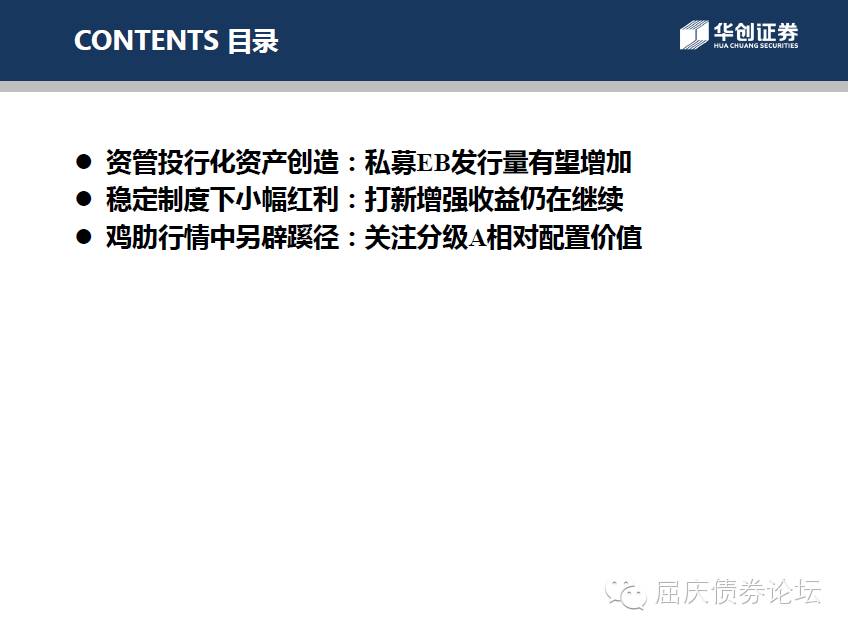 CONTENTS 目录
华创证券
HUA CHUANG SECURITIES
● 资管投行化资产创造：私募EB发行量有望增加
● 稳定制度下小幅红利：打新增强收益仍在继续
● 鸡肋行情中另辟蹊径：关注分级A相对配置价值
屈庆债券论坛